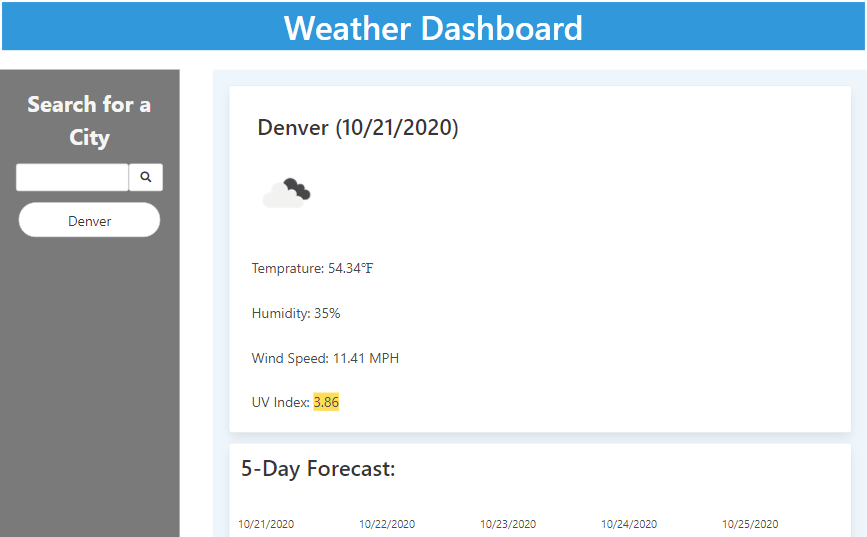 Weather Dashboard
Search for a
City
Denver
Denver (10/21/2020)
Temprature: 54.34℉
Humidity: 35%
Wind Speed: 11.41 MPH
UV Index: 3.86
5-Day Forecast:
10/21/2020 10/22/2020 10/23/2020 10/24/2020 10/25/2020